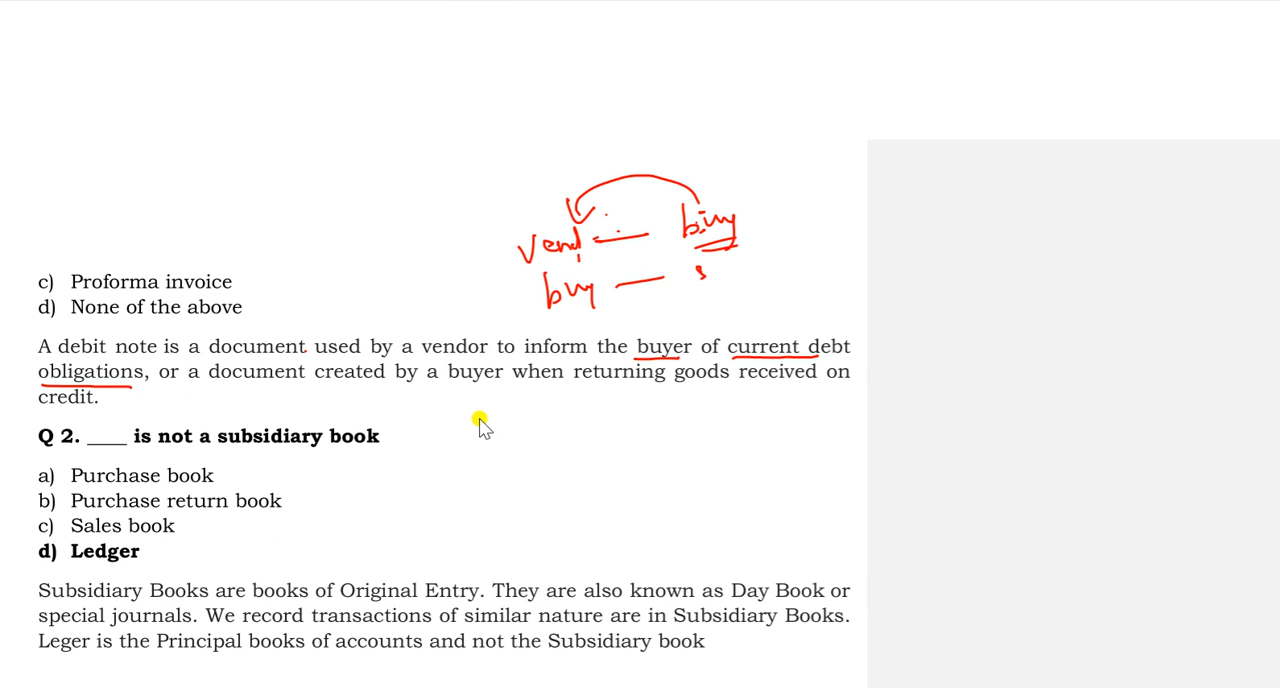 vend buy
buy s
c) Proforma invoice
d) None of the above
A debit note is a document used by a vendor to inform the buyer of current debt
obligations, or a document created by a buyer when returning goods received on
credit.
Q 2. ____ is not a subsidiary book
a) Purchase book
b) Purchase return book
c) Sales book
d) Ledger
Subsidiary Books are books of Original Entry. They are also known as Day Book or
special journals. We record transactions of similar nature are in Subsidiary Books.
Leger is the Principal books of accounts and not the Subsidiary book